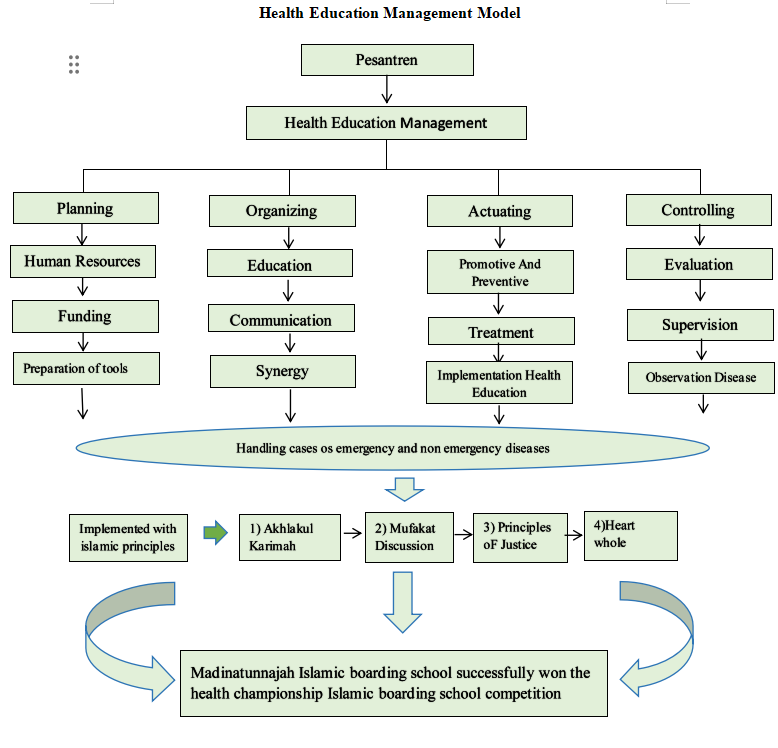 Health Education Management Model
Pesantren
Health Education Management
Planning
Organizing
Actuating
Controlling
Human Resources
Education
Promotive And
Preventive
Evaluation
Funding
Communication
Treatment
Supervision
Preparation of tools
Synergy
Implementation Health
Education
Observation Disease
Handling cases os emergency and non emergency diseases
Implemented with
islamic principles
1) Akhlakul
Karimah
2) Mufakat
Discussion
3) Principles
oF Justice
4)Heart
whole
Madinatunnajah Islamic boarding school successfully won the
health championship Islamic boarding school competition